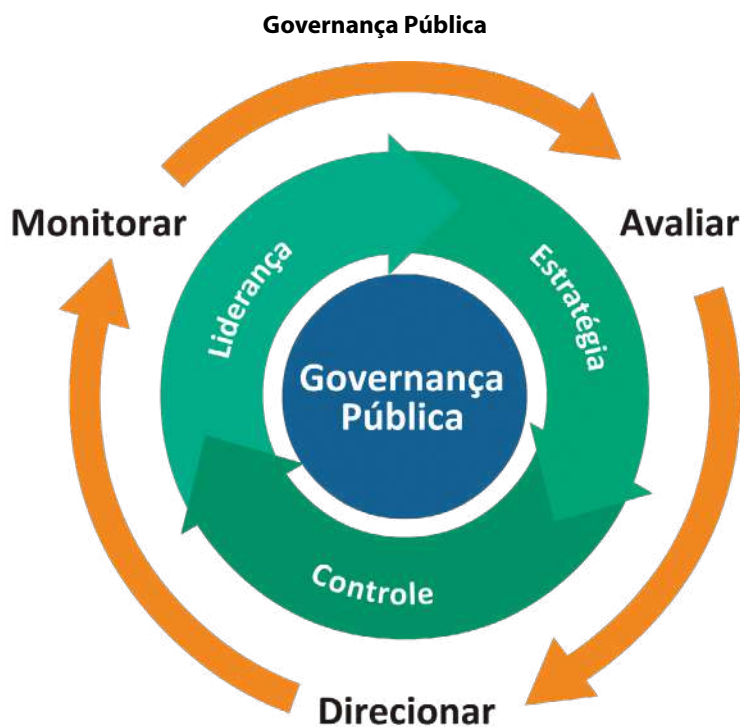 Governança Pública
Monitorar
Avaliar
Liderança
Estratégia
Governança
Pública
Controle
Direcionar